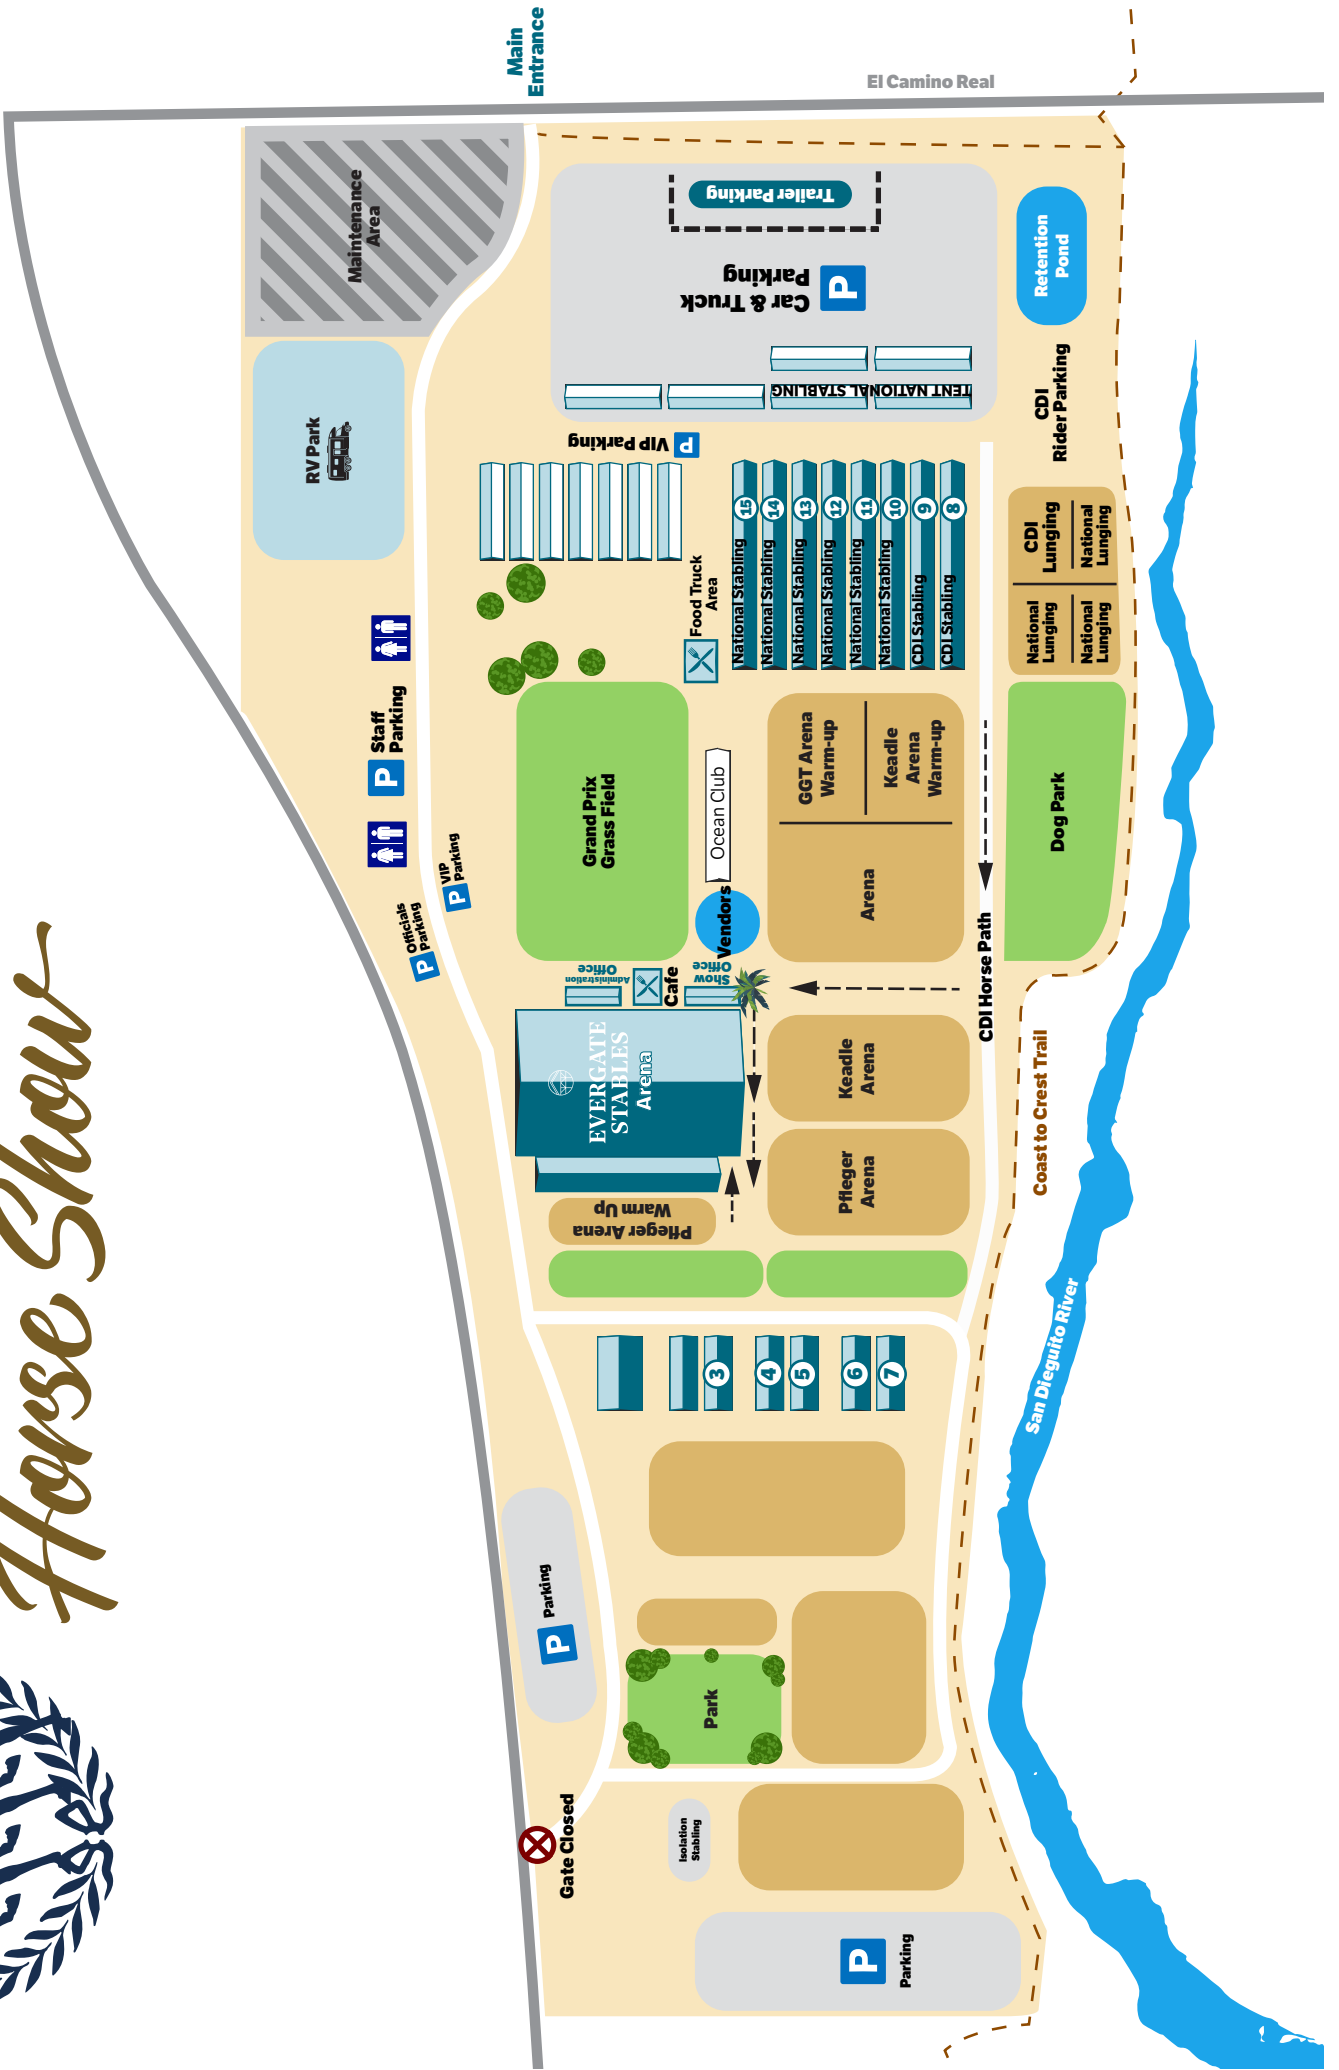 Horse Show
Main
Entrance
El Camino Real
Maintenance
Area
Trailer Parking
Car & Truck
Parking
P
TENT NATIONAL STABLING
Retention
Pond
CDI
Rider Parking
RV Park
VIP Parking
P
National Stabling 15
National Stabling 14
National Stabling 13
National Stabling 12
National Stabling 11
National Stabling 10
CDI Stabling 9
CDI Stabling 8
CDI
Lunging
National
Lunging
National
Lunging
National
Lunging
Food Truck
Area
P Staff
Parking
P VIP
Parking
P Officials
Parking
Grand Prix
Grass Field
Ocean Club
Vendors
GGT Arena
Warm-up
Keadle
Arena
Warm-up
Arena
Dog Park
CDI Horse Path
Administration
Office
Cafe
Show
Office
EVERGATE
STABLES
Arena
Keadle
Arena
Pfleger
Arena
Coast to Crest Trail
Pfleger Arena
Warm Up
San Dieguito River
3
4
5
6
7
P Parking
Park
Gate Closed
Isolation
Stabling
P
Parking